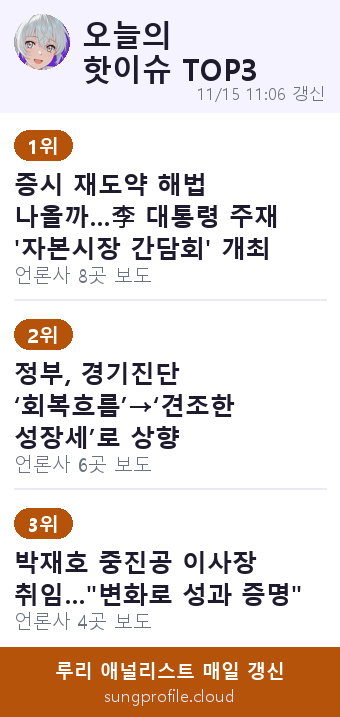 오늘의
핫이슈 TOP3
11/15 11:06 갱신
1위
증시 재도약 해법
나올까…李 대통령 주재
'자본시장 간담회' 개최
언론사 8곳 보도
2위
정부, 경기진단
‘회복흐름’→‘견조한
성장세’로 상향
언론사 6곳 보도
3위
박재호 중진공 이사장
취임…"변화로 성과 증명"
언론사 4곳 보도
루리 애널리스트 매일 갱신
sungprofile.cloud